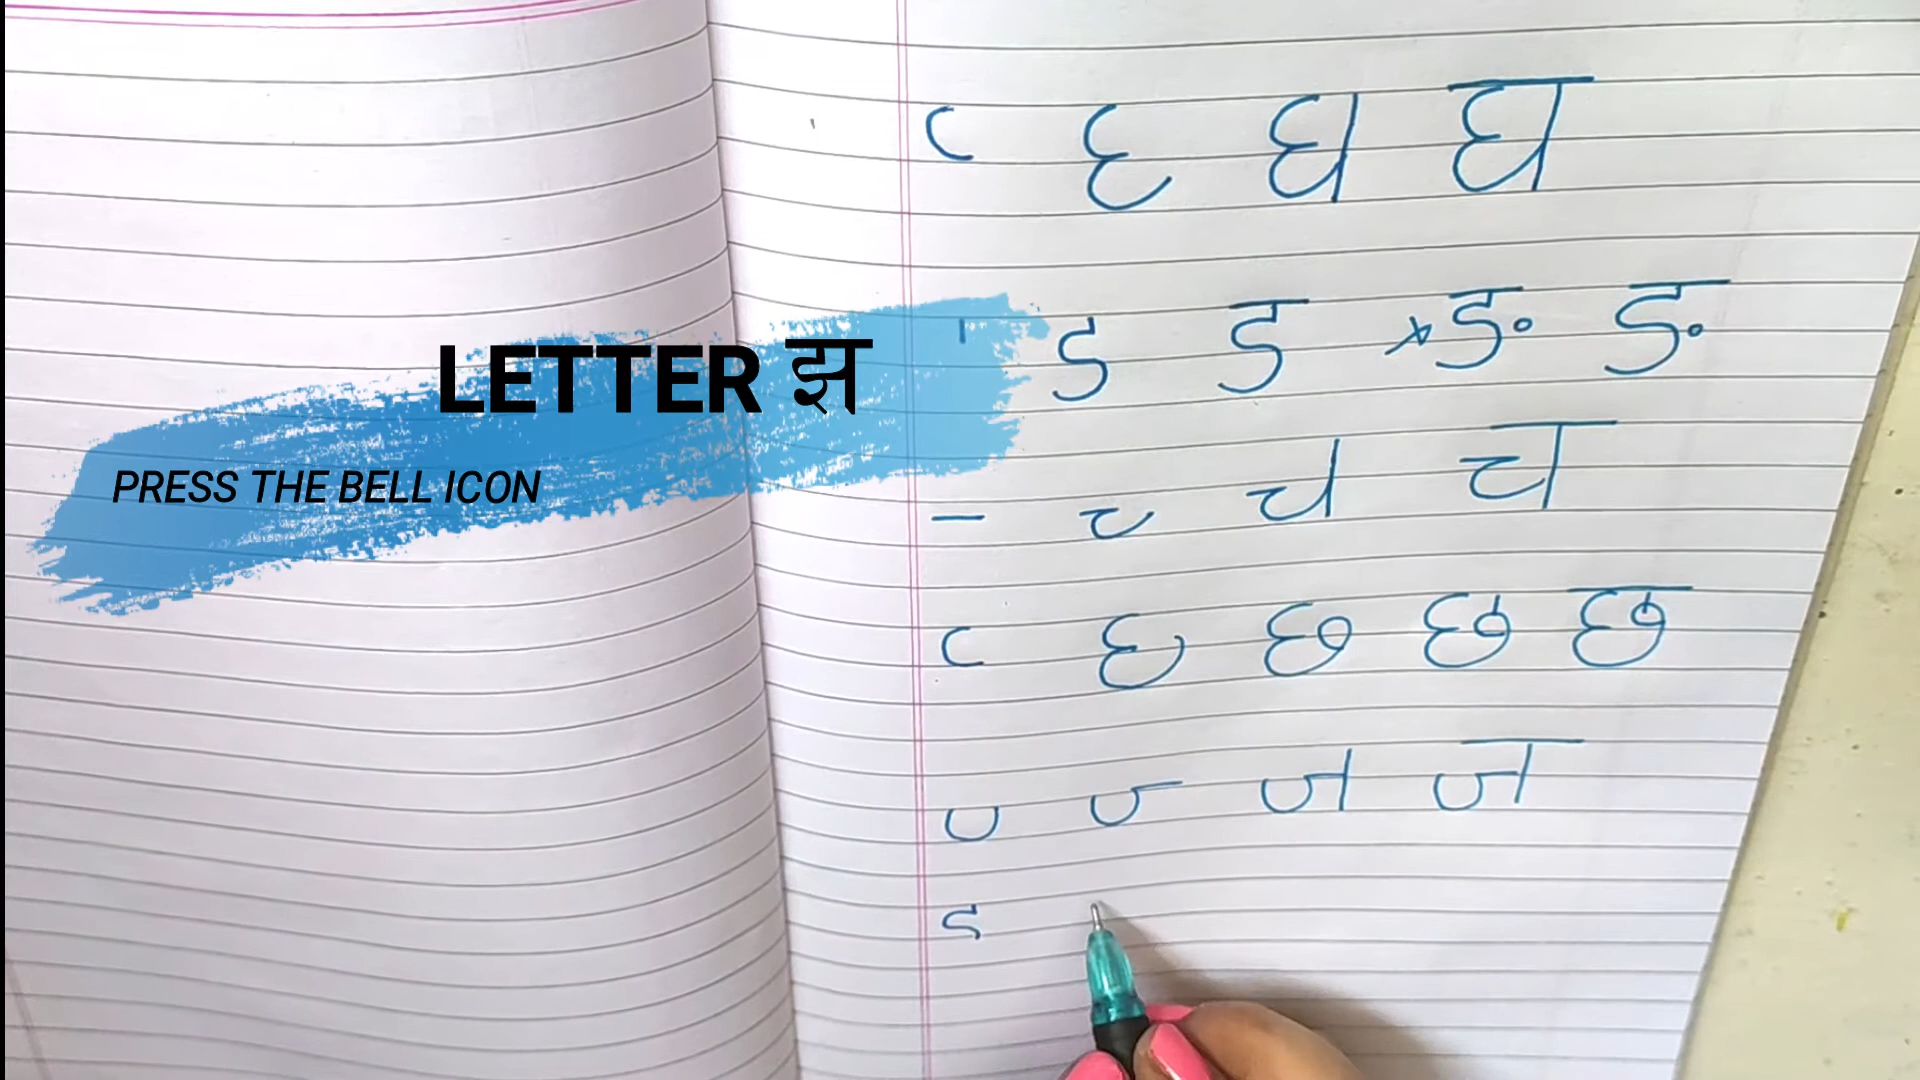 घ घ
LETTER झ
ड ड × ङ ङ
PRESS THE BELL ICON
च च
छ छ छ
ज ज